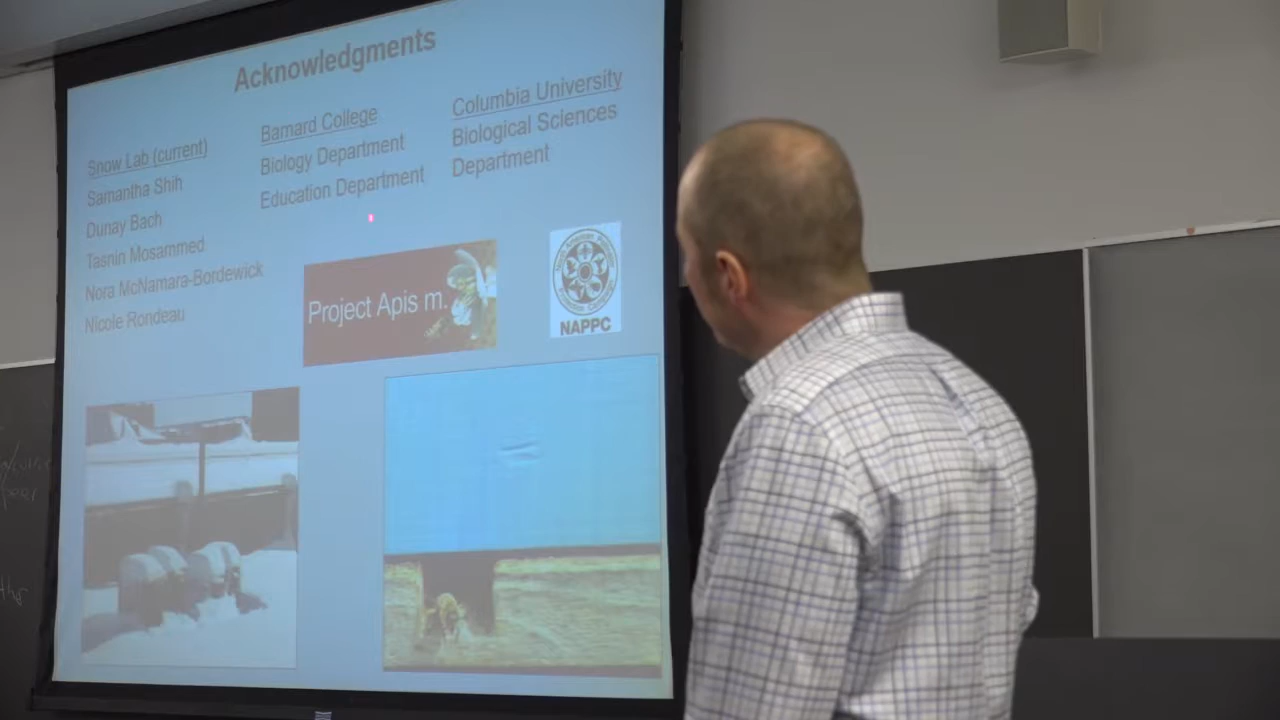 Acknowledgments
Snow Lab (current)
Samantha Shih
Dunay Bach
Tasnin Mosammed
Nora McNamara-Bordewick
Nicole Rondeau
Barnard College
Biology Department
Education Department
Columbia University
Biological Sciences
Department
Project Apis m.
NAPPC